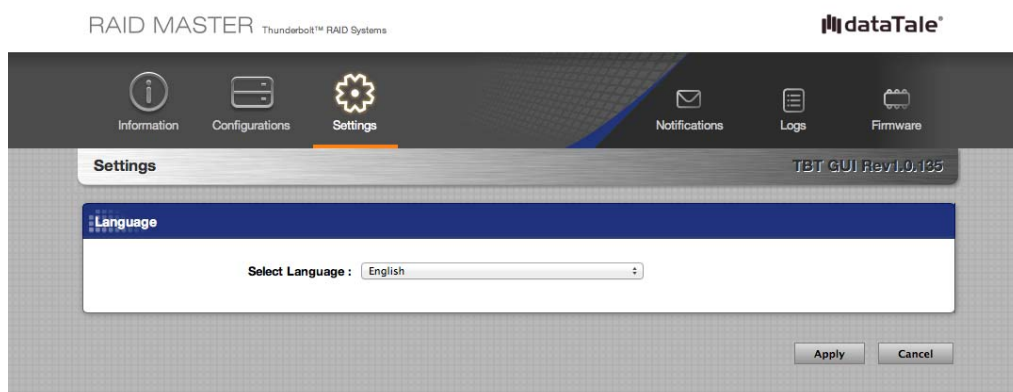 RAID MASTER Thunderbolt™ RAID Systems
dataTale®
Information
Configurations
Settings
Notifications
Logs
Firmware
Settings
TBT GUI Rev1.0.135
Language
Select Language : English
Apply
Cancel